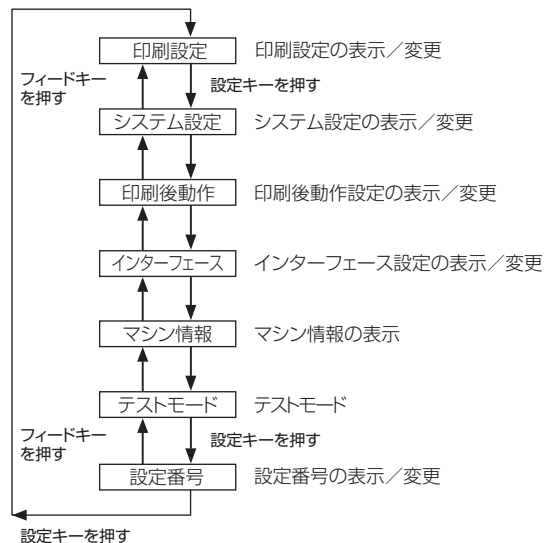 印刷設定 印刷設定の表示／変更
フィードキー
を押す
設定キーを押す
システム設定 システム設定の表示／変更
印刷後動作 印刷後動作設定の表示／変更
インターフェース インターフェース設定の表示／変更
マシン情報 マシン情報の表示
テストモード テストモード
フィードキー
を押す
設定キーを押す
設定番号 設定番号の表示／変更
設定キーを押す